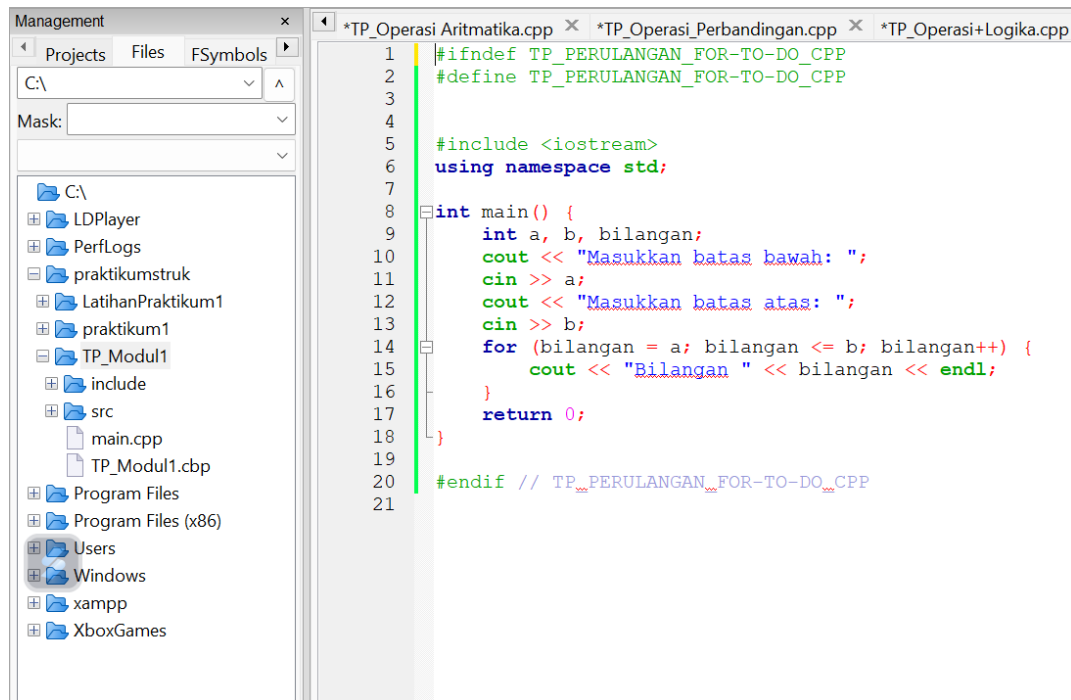 Management ×
Projects Files FSymbols
C:\
Mask:
C:\
LDPlayer
PerfLogs
praktikumstruk
LatihanPraktikum1
praktikum1
TP_Modul1
include
src
main.cpp
TP_Modul1.cbp
Program Files
Program Files (x86)
Users
Windows
xampp
XboxGames
*TP_Operasi Aritmatika.cpp × *TP_Operasi_Perbandingan.cpp × *TP_Operasi+Logika.cpp
1 #ifndef TP_PERULANGAN_FOR-TO-DO_CPP
2 #define TP_PERULANGAN_FOR-TO-DO_CPP
3
4
5 #include <iostream>
6 using namespace std;
7
8 int main() {
9 int a, b, bilangan;
10 cout << "Masukkan batas bawah: ";
11 cin >> a;
12 cout << "Masukkan batas atas: ";
13 cin >> b;
14 for (bilangan = a; bilangan <= b; bilangan++) {
15 cout << "Bilangan " << bilangan << endl;
16 }
17 return 0;
18 }
19
20 #endif // TP_PERULANGAN_FOR-TO-DO_CPP
21